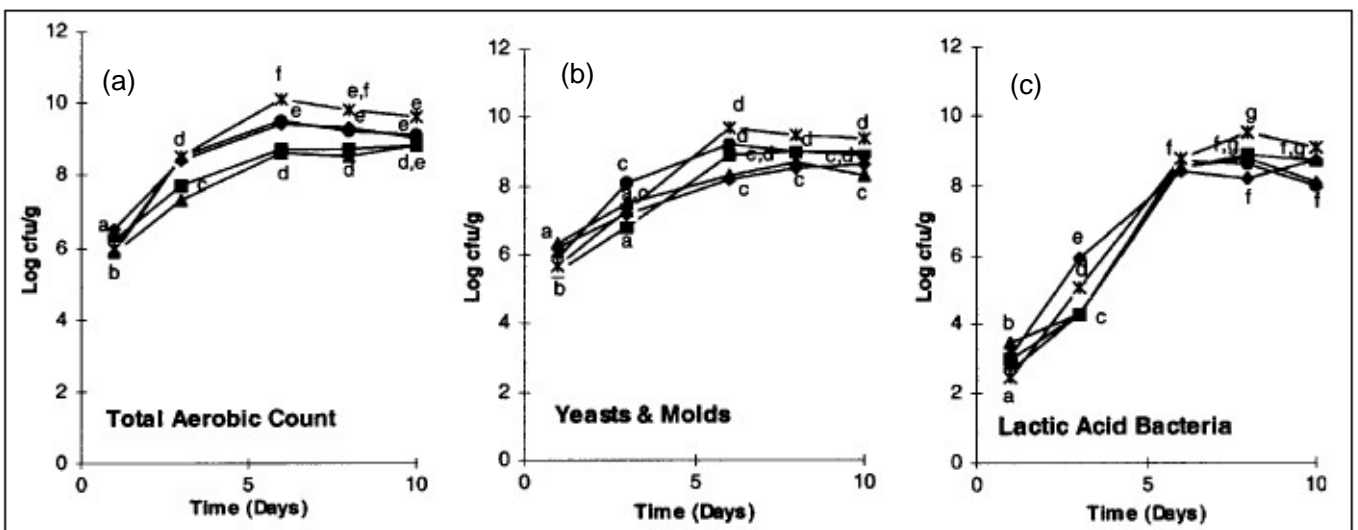 (a)
12
10
8
6
4
2
0
Log cfu/g
0 5 10
Time (Days)
Total Aerobic Count
a
b
d
c
f
e
d
e,f
e
d
e
e
d,e
(b)
12
10
8
6
4
2
0
Log cfu/g
0 5 10
Time (Days)
Yeasts & Molds
a
b
c
a
d
d
c,d
c
d
c
d
c,d
c
(c)
12
10
8
6
4
2
0
Log cfu/g
0 5 10
Time (Days)
Lactic Acid Bacteria
b
a
e
d
c
f
g
f,g
f
f,g
f